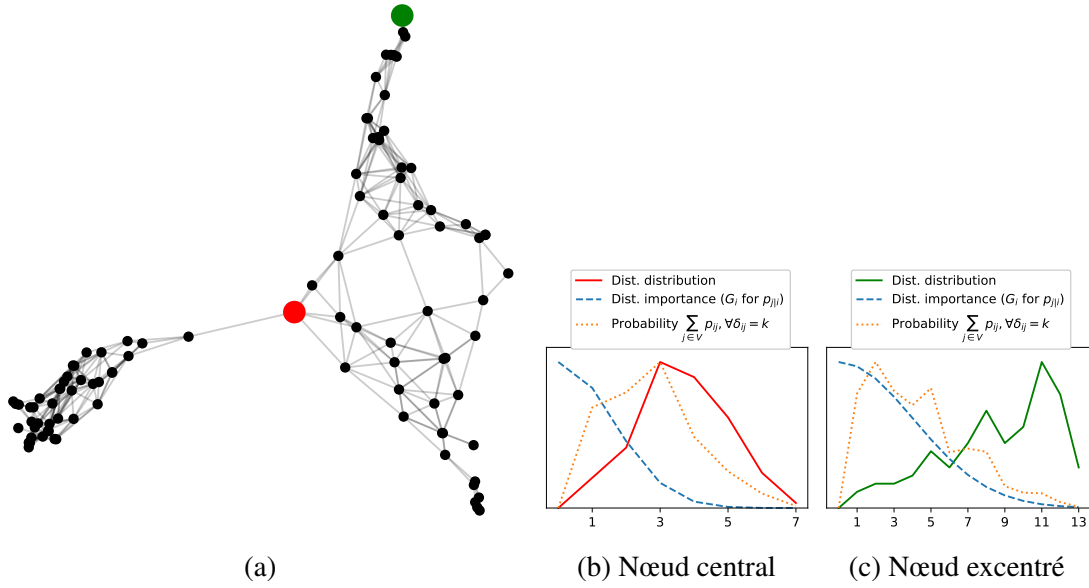 Dist. distribution
Dist. importance (G_i for p_{j|i})
Probability \sum_{j∈V} p_{ij}, ∀δ_{ij} = k
1 3 5 7
Dist. distribution
Dist. importance (G_i for p_{j|i})
Probability \sum_{j∈V} p_{ij}, ∀δ_{ij} = k
1 3 5 7 9 11 13
(a)
(b) Nœud central
(c) Nœud excentré